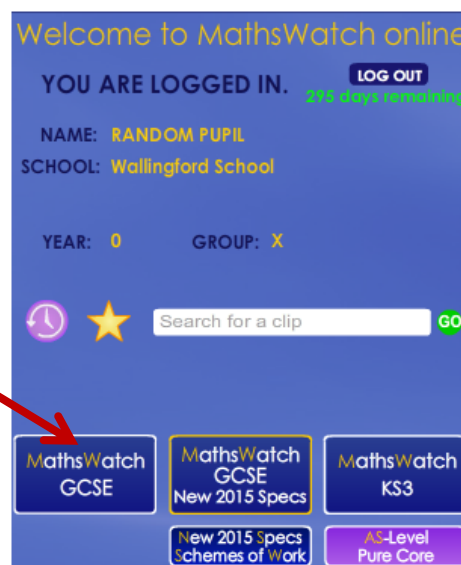 Welcome to MathsWatch online
YOU ARE LOGGED IN.
LOG OUT
295 days remaining
NAME: RANDOM PUPIL
SCHOOL: Wallingford School
YEAR: 0 GROUP: X
Search for a clip
GO
MathsWatch
GCSE
MathsWatch
GCSE
New 2015 Specs
MathsWatch
KS3
New 2015 Specs
Schemes of Work
AS-Level
Pure Core